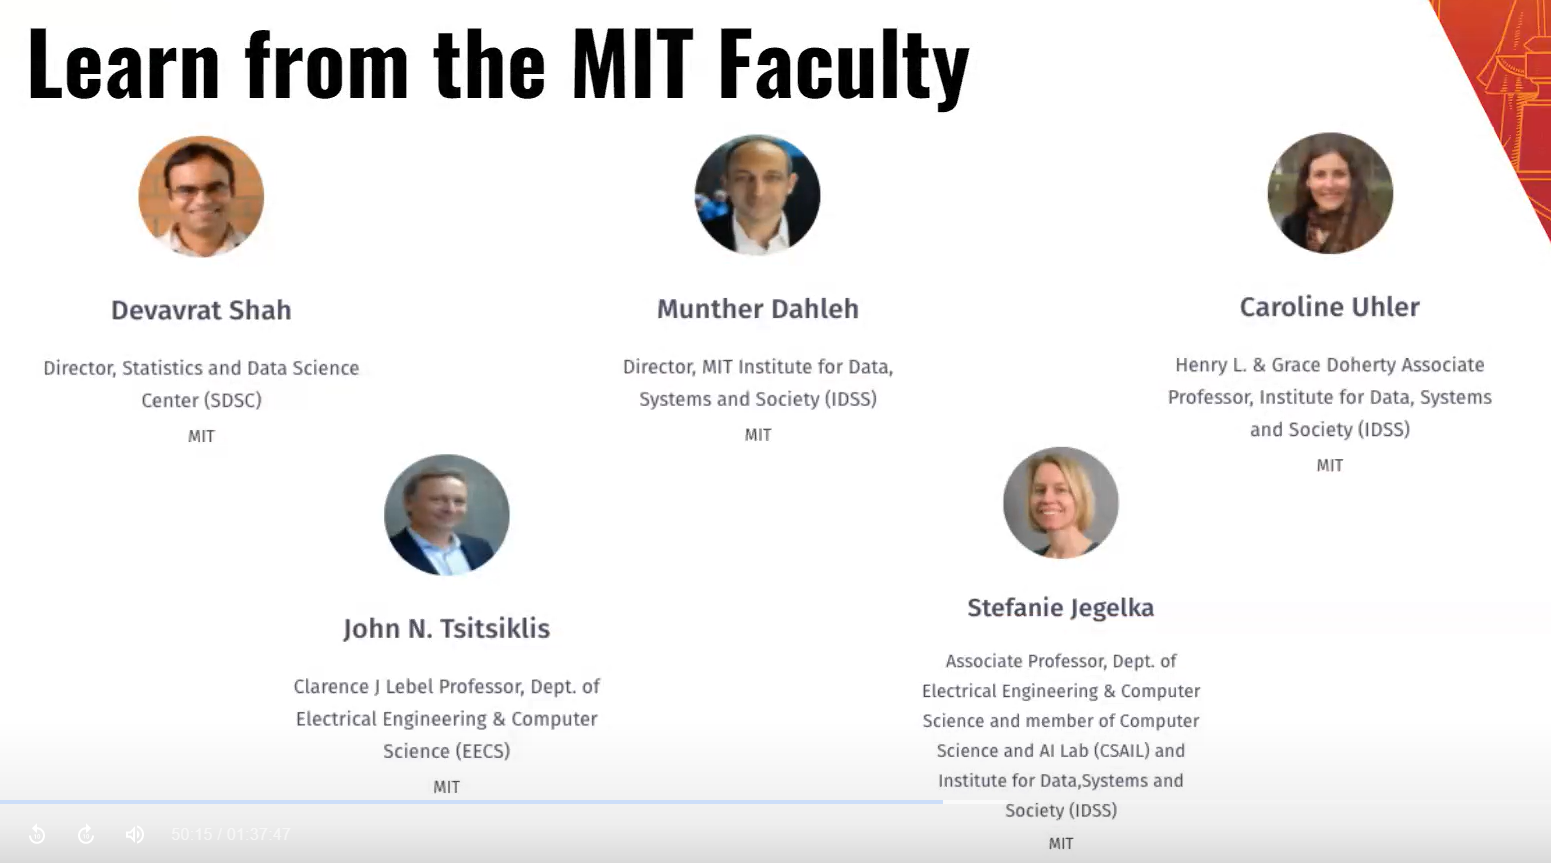 Learn from the MIT Faculty
Devavrat Shah
Director, Statistics and Data Science
Center (SDSC)
MIT
Munther Dahleh
Director, MIT Institute for Data,
Systems and Society (IDSS)
MIT
Caroline Uhler
Henry L. & Grace Doherty Associate
Professor, Institute for Data, Systems
and Society (IDSS)
MIT
John N. Tsitsiklis
Clarence J Lebel Professor, Dept. of
Electrical Engineering & Computer
Science (EECS)
MIT
Stefanie Jegelka
Associate Professor, Dept. of
Electrical Engineering & Computer
Science and member of Computer
Science and AI Lab (CSAIL) and
Institute for Data,Systems and
Society (IDSS)
MIT
50:15 / 01:37:47